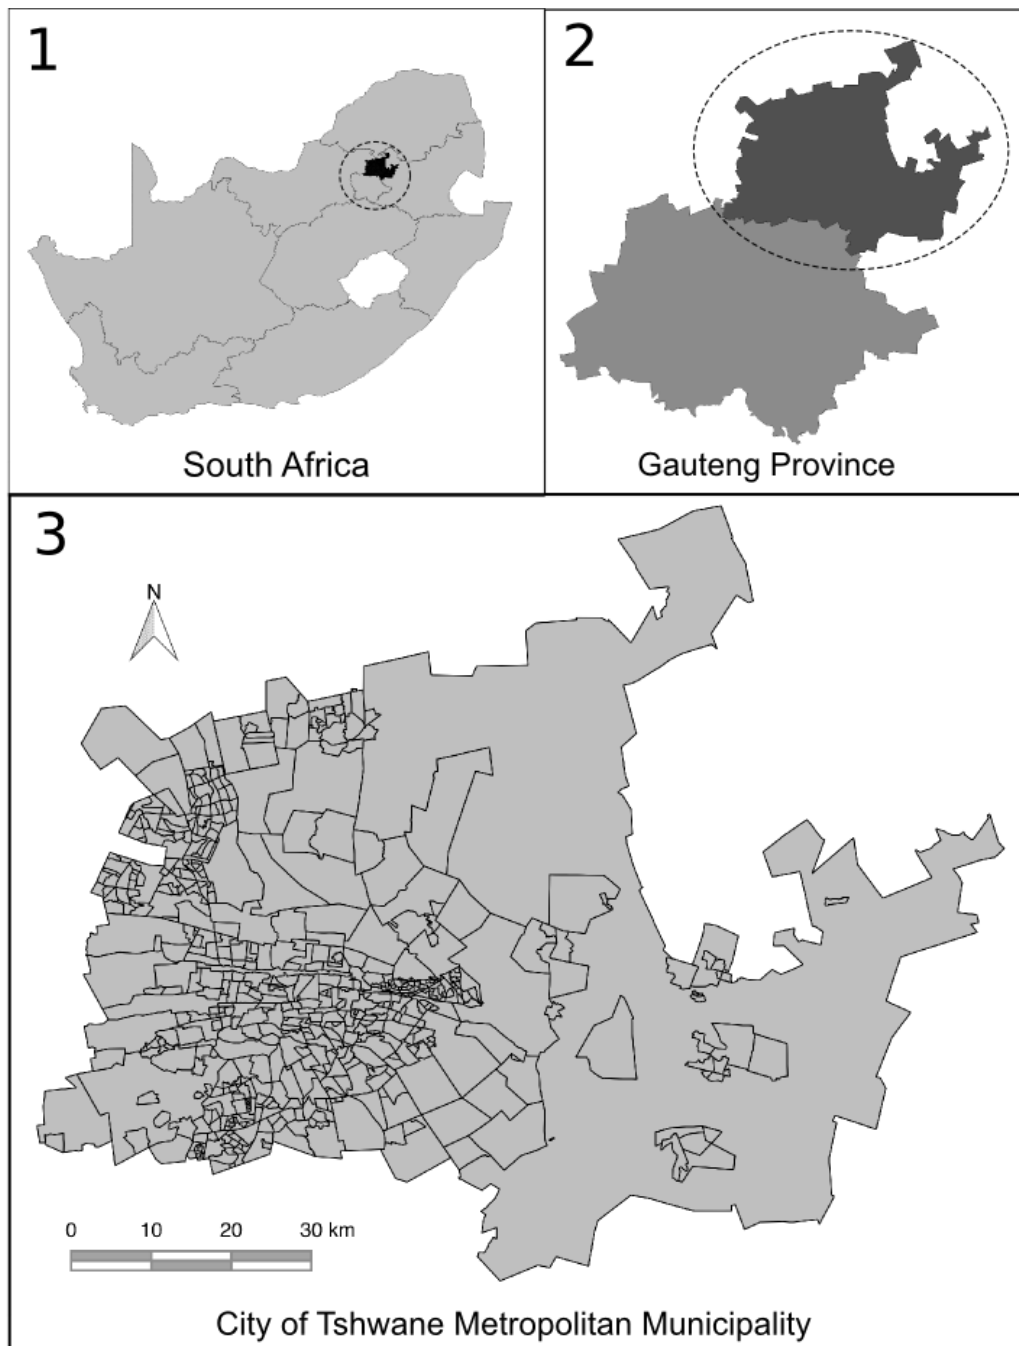 1
2
South Africa
Gauteng Province
3
N
0 10 20 30 km
City of Tshwane Metropolitan Municipality